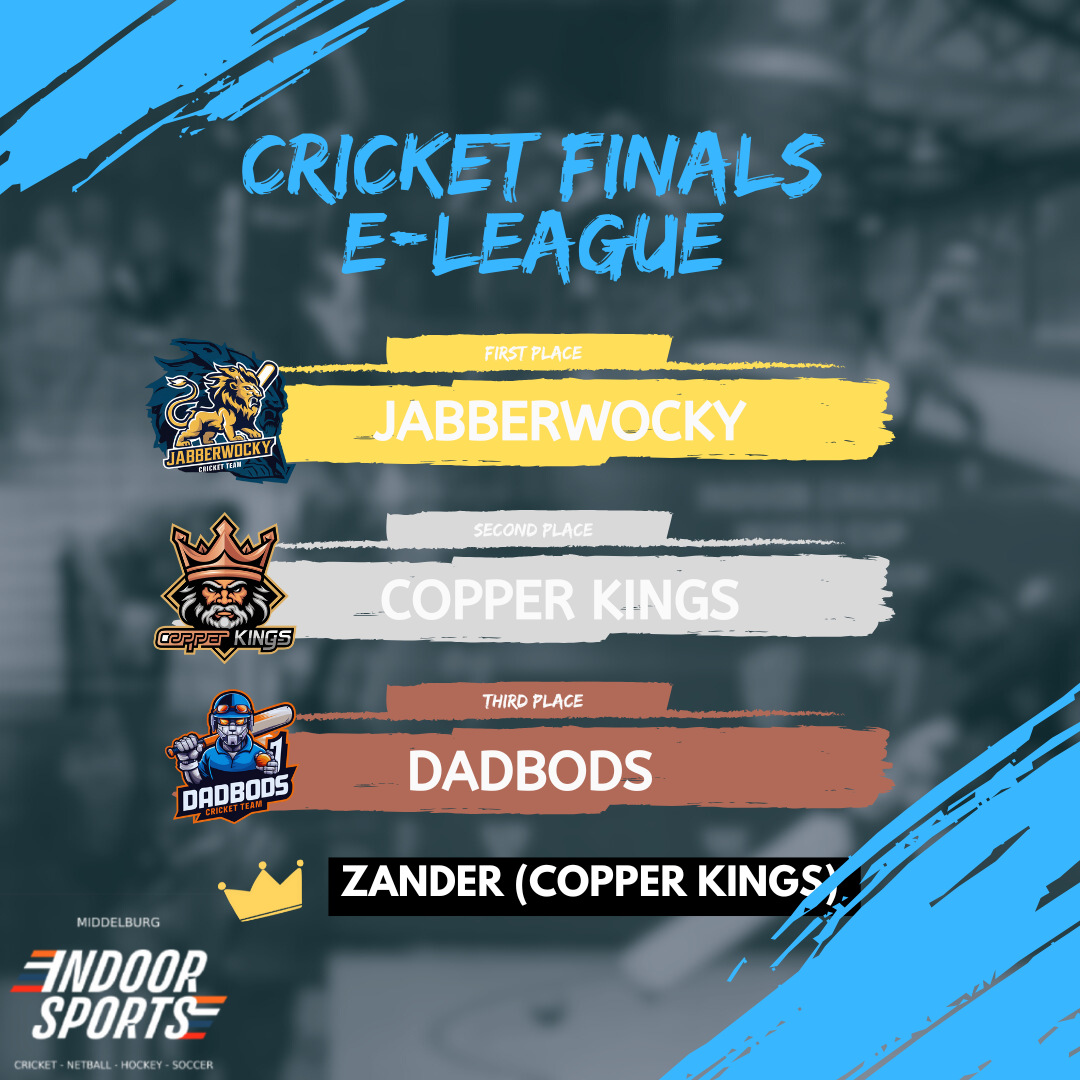 CRICKET FINALS
E-LEAGUE
FIRST PLACE
JABBERWOCKY
JABBERWOCKY
CRICKET TEAM
SECOND PLACE
COPPER KINGS
COPPER KINGS
THIRD PLACE
DADBODS
DADBODS
CRICKET TEAM
ZANDER (COPPER KINGS)
MIDDELBURG
INDOOR
SPORTS
CRICKET - NETBALL - HOCKEY - SOCCER